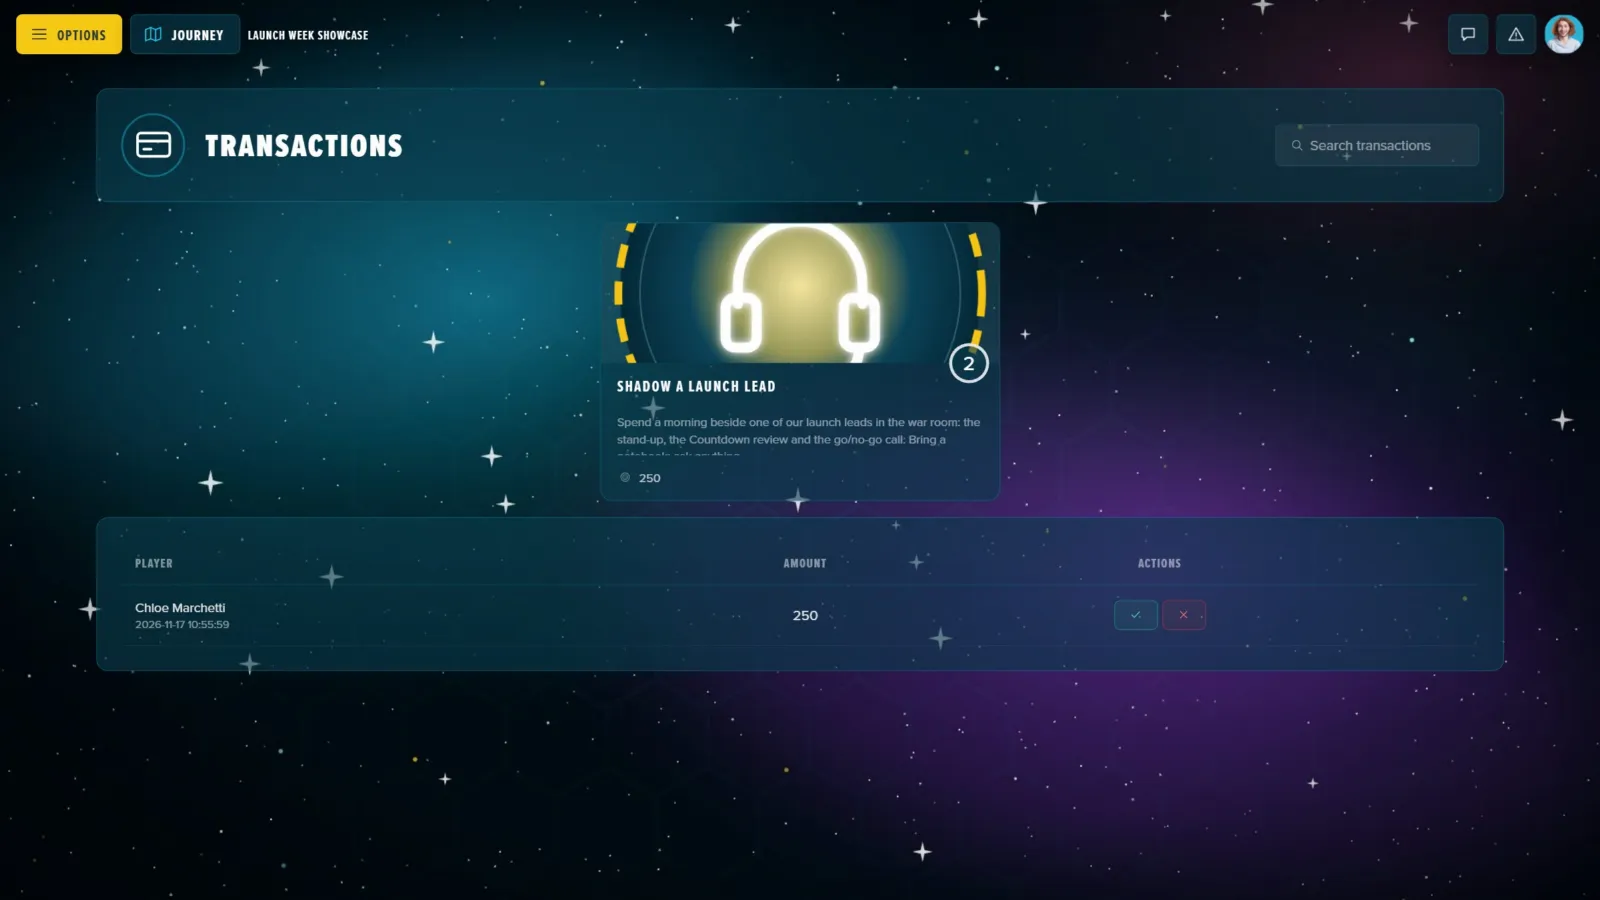 OPTIONS
JOURNEY
LAUNCH WEEK SHOWCASE
TRANSACTIONS
Search transactions
2
SHADOW A LAUNCH LEAD
Spend a morning beside one of our launch leads in the war room: the
stand-up, the Countdown review and the go/no-go call. Bring a
250
PLAYER
AMOUNT
ACTIONS
Chloe Marchetti
2026-11-17 10:55:59
250